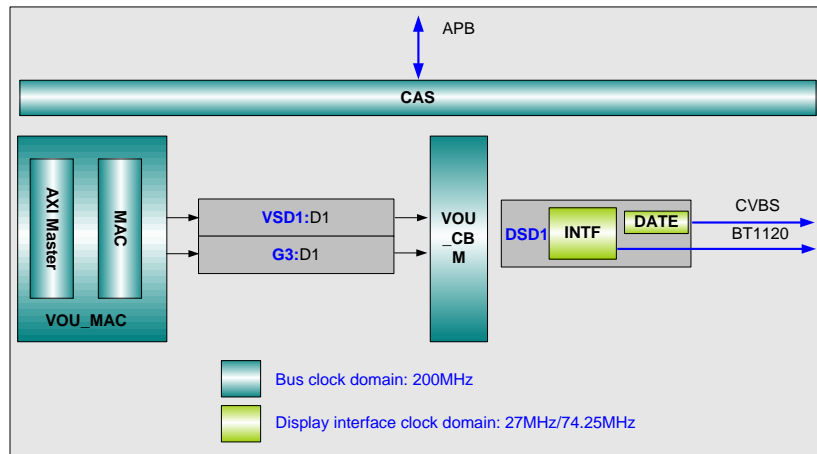 APB
CAS
AXI Master
MAC
VOU_MAC
VSD1:D1
G3:D1
VOU
_CB
M
DSD1
INTF
DATE
CVBS
BT1120
Bus clock domain: 200MHz
Display interface clock domain: 27MHz/74.25MHz